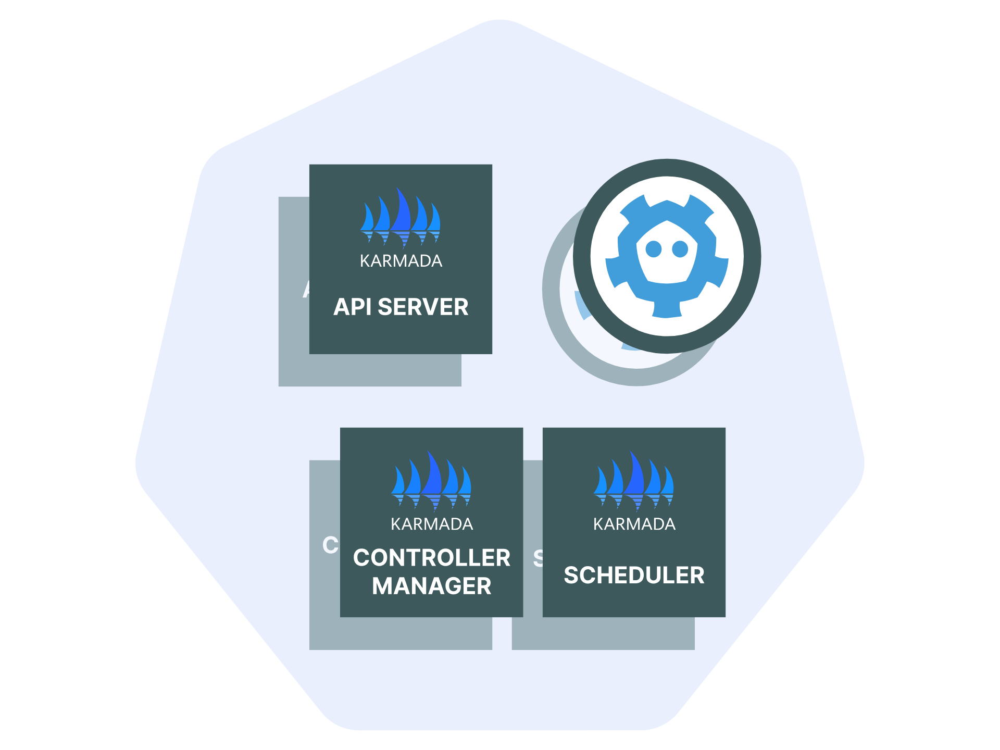 KARMADA
API SERVER
KARMADA
CONTROLLER
MANAGER
KARMADA
SCHEDULER